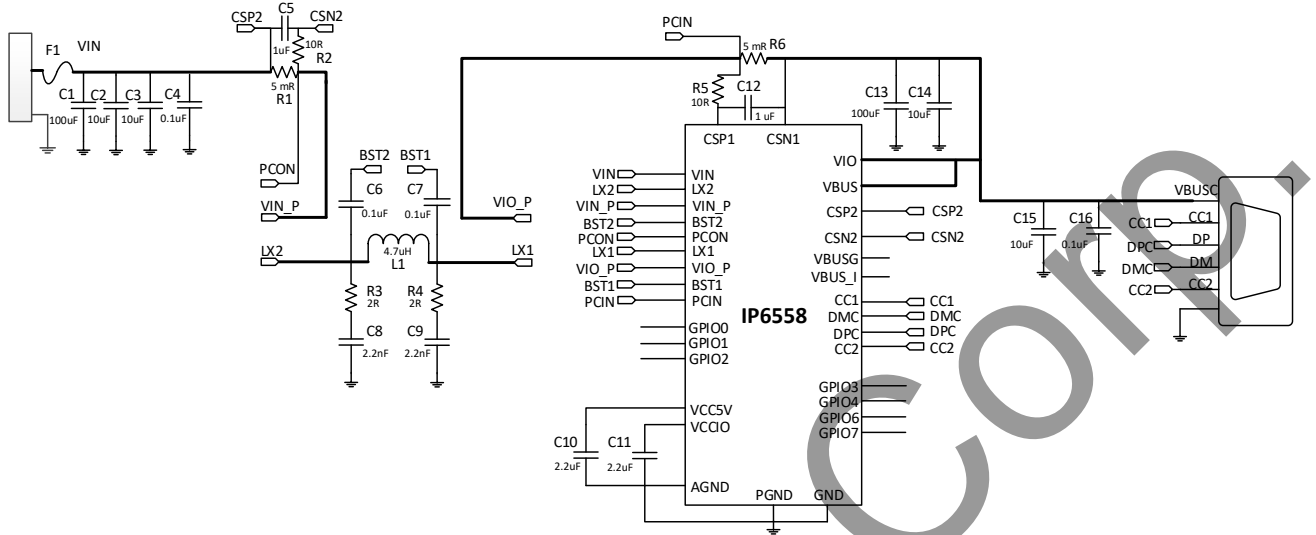 CSP2
C5
CSN2
1uF
10R
R2
F1
VIN
5 mR
R1
C1
C2
C3
C4
100uF
10uF
10uF
0.1uF
PCON
VIN_P
BST2
BST1
C6
C7
0.1uF
0.1uF
LX2
4.7uH
L1
LX1
R3
2R
R4
2R
C8
C9
2.2nF
2.2nF
VIO_P
PCIN
5 mR
R6
R5
10R
C12
1 uF
C13
C14
100uF
10uF
CSP1
CSN1
VIN
LX2
VIN_P
BST2
PCON
LX1
VIO_P
BST1
PCIN
VIN
LX2
VIN_P
BST2
PCON
LX1
VIO_P
BST1
PCIN
GPIO0
GPIO1
GPIO2
VCC5V
VCCIO
AGND
PGND
GND
IP6558
VIO
VBUS
CSP2
CSN2
VBUSG
VBUS_I
CC1
DMC
DPC
CC2
GPIO3
GPIO4
GPIO6
GPIO7
CSP2
CSN2
CC1
DMC
DPC
CC2
C10
C11
2.2uF
2.2uF
C15
C16
10uF
0.1uF
VBUSC
CC1
CC1
DPC
DP
DMC
DM
CC2
CC2
Corp.